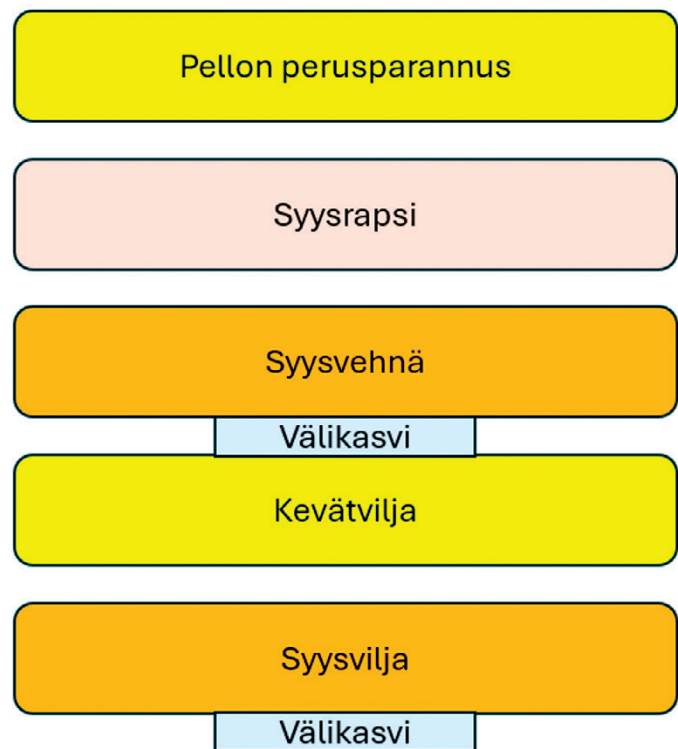 Pellon perusparannus
Syysrapsi
Syysvehnä
Välikasvi
Kevätvilja
Syysvilja
Välikasvi